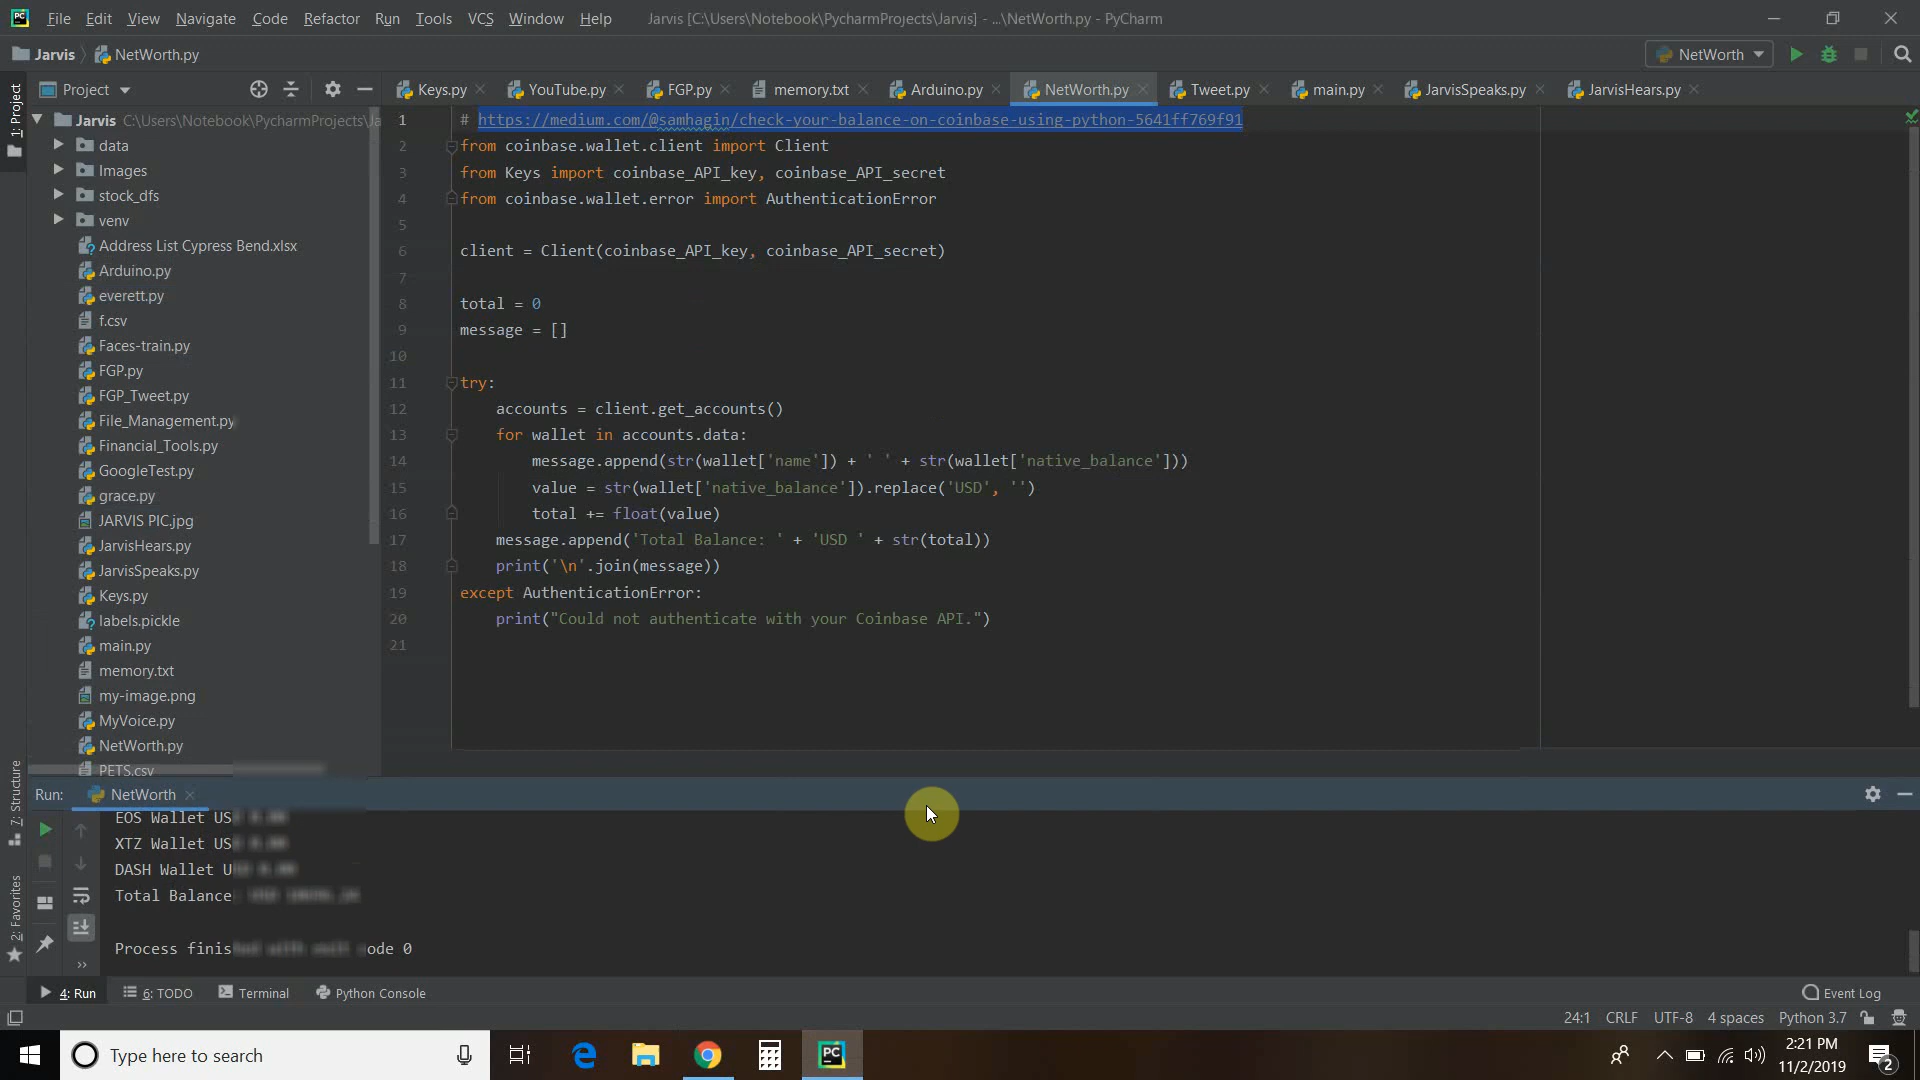 File Edit View Navigate Code Refactor Run Tools VCS Window Help Jarvis [C:\Users\Notebook\PycharmProjects\Jarvis] - ...\NetWorth.py - PyCharm
Jarvis NetWorth.py NetWorth
Project Keys.py YouTube.py FGP.py memory.txt Arduino.py NetWorth.py Tweet.py main.py JarvisSpeaks.py JarvisHears.py
1: Project
Jarvis C:\Users\Notebook\PycharmProjects\Ja
data
Images
stock_dfs
venv
Address List Cypress Bend.xlsx
Arduino.py
everett.py
f.csv
Faces-train.py
FGP.py
FGP_Tweet.py
File_Management.py
Financial_Tools.py
GoogleTest.py
grace.py
JARVIS PIC.jpg
JarvisHears.py
JarvisSpeaks.py
Keys.py
labels.pickle
main.py
memory.txt
my-image.png
MyVoice.py
NetWorth.py
PETS.csv
1 # https://medium.com/@samhagin/check-your-balance-on-coinbase-using-python-5641ff769f91
2 from coinbase.wallet.client import Client
3 from Keys import coinbase_API_key, coinbase_API_secret
4 from coinbase.wallet.error import AuthenticationError
5
6 client = Client(coinbase_API_key, coinbase_API_secret)
7
8 total = 0
9 message = []
10
11 try:
12 accounts = client.get_accounts()
13 for wallet in accounts.data:
14 message.append(str(wallet['name']) + ' ' + str(wallet['native_balance']))
15 value = str(wallet['native_balance']).replace('USD', '')
16 total += float(value)
17 message.append('Total Balance: ' + 'USD ' + str(total))
18 print('\n'.join(message))
19 except AuthenticationError:
20 print("Could not authenticate with your Coinbase API.")
21
7: Structure
2: Favorites
Run: NetWorth
EOS Wallet US
XTZ Wallet US
DASH Wallet U
Total Balance
Process finis ode 0
4: Run 6: TODO Terminal Python Console Event Log
24:1 CRLF UTF-8 4 spaces Python 3.7
Type here to search
2:21 PM
11/2/2019
2